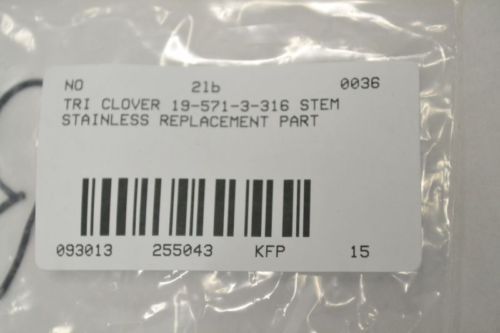 NO 21b 0036
TRI CLOVER 19-571-3-316 STEM
STAINLESS REPLACEMENT PART
093013 255043 KFP 15